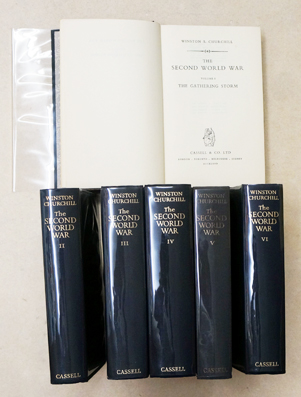 WINSTON S. CHURCHILL
THE
SECOND WORLD WAR
VOLUME I
THE GATHERING STORM
CASSELL & CO. LTD
WINSTON
CHURCHILL
The
SECOND
WORLD
WAR
II
CASSELL
WINSTON
CHURCHILL
The
SECOND
WORLD
WAR
III
CASSELL
WINSTON
CHURCHILL
The
SECOND
WORLD
WAR
IV
CASSELL
WINSTON
CHURCHILL
The
SECOND
WORLD
WAR
V
CASSELL
WINSTON
CHURCHILL
The
SECOND
WORLD
WAR
VI
CASSELL